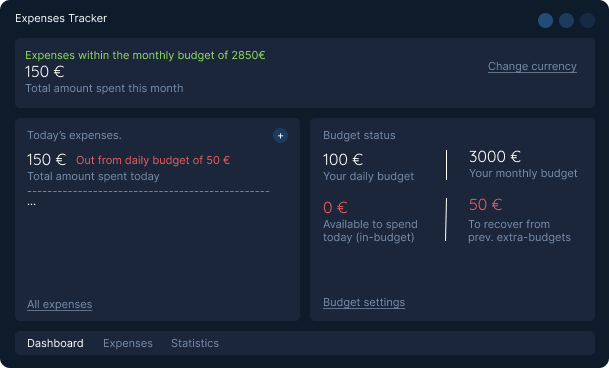 Expenses Tracker
Expenses within the monthly budget of 2850€
150 €
Change currency
Total amount spent this month
Today's expenses.
+
150 € Out from daily budget of 50 €
Total amount spent today
...
All expenses
Budget status
100 €
Your daily budget
3000 €
Your monthly budget
0 €
Available to spend
today (in-budget)
50 €
To recover from
prev. extra-budgets
Budget settings
Dashboard Expenses Statistics